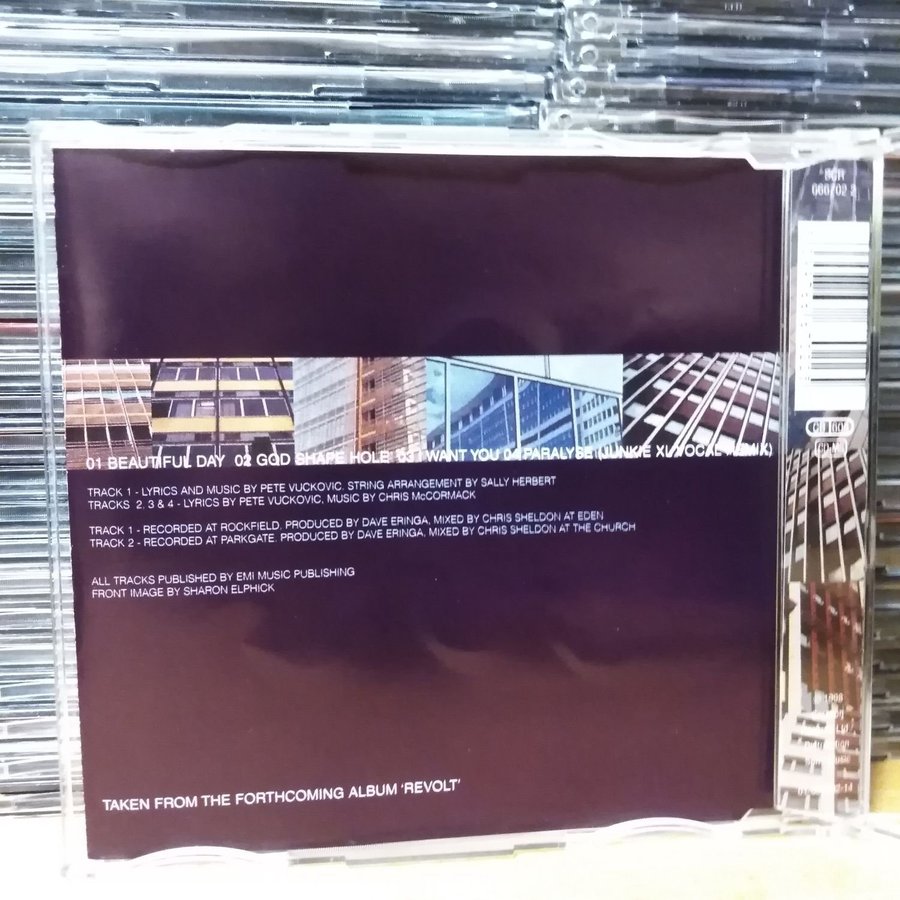 01 BEAUTIFUL DAY 02 GOD SHAPE HOLE 03 I WANT YOU 04 PARALYSE (JUNKIE XL VOCAL REMIX)
TRACK 1 - LYRICS AND MUSIC BY PETE VUCKOVIC. STRING ARRANGEMENT BY SALLY HERBERT
TRACKS 2, 3 & 4 - LYRICS BY PETE VUCKOVIC, MUSIC BY CHRIS McCORMACK
TRACK 1 - RECORDED AT ROCKFIELD. PRODUCED BY DAVE ERINGA, MIXED BY CHRIS SHELDON AT EDEN
TRACK 2 - RECORDED AT PARKGATE. PRODUCED BY DAVE ERINGA, MIXED BY CHRIS SHELDON AT THE CHURCH
ALL TRACKS PUBLISHED BY EMI MUSIC PUBLISHING
FRONT IMAGE BY SHARON ELPHICK
TAKEN FROM THE FORTHCOMING ALBUM 'REVOLT'